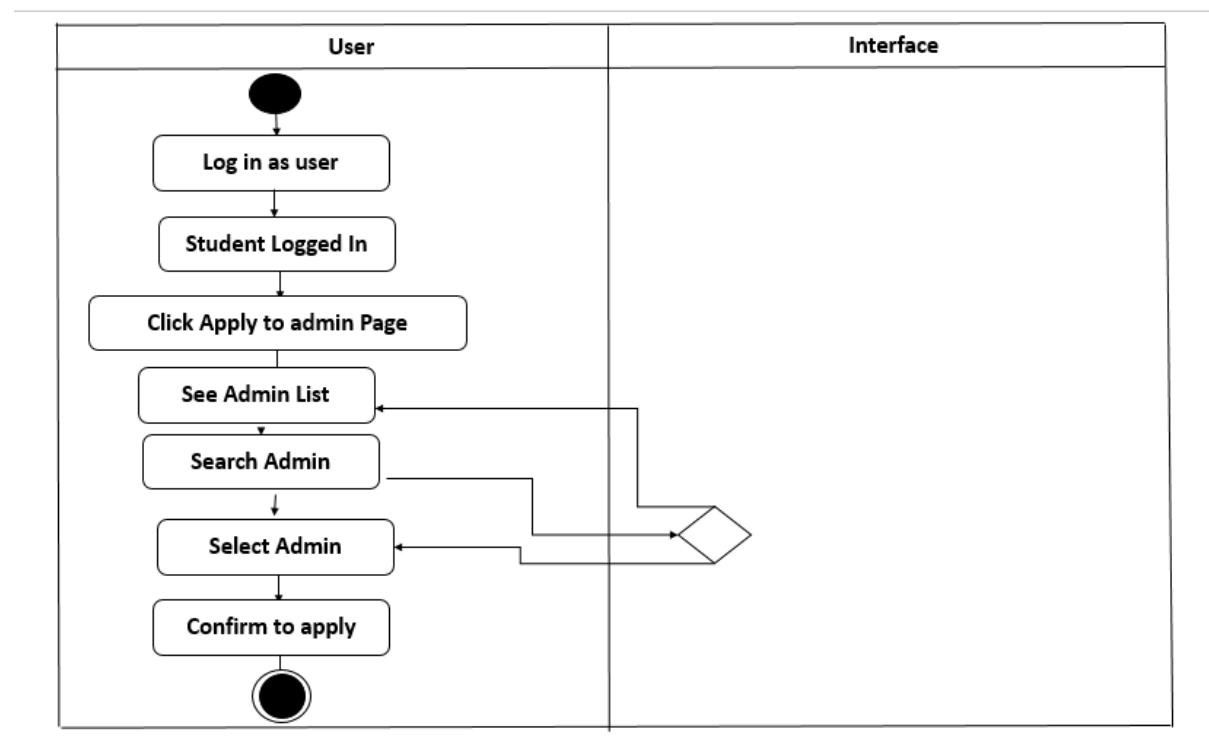 User
Interface
Log in as user
Student Logged In
Click Apply to admin Page
See Admin List
Search Admin
Select Admin
Confirm to apply